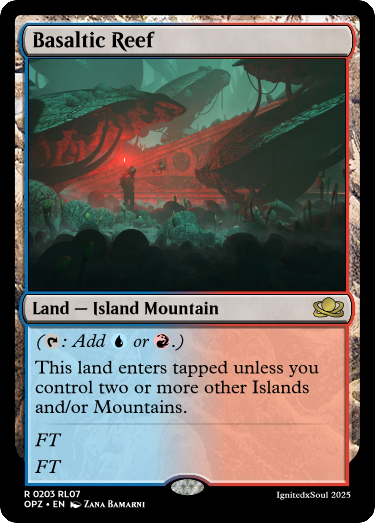 Basaltic Reef
Land — Island Mountain
(: Add or .)
This land enters tapped unless you
control two or more other Islands
and/or Mountains.
FT
FT
R 0203 RL07
OPZ • EN Zana Bamarni
IgnitedxSoul 2025